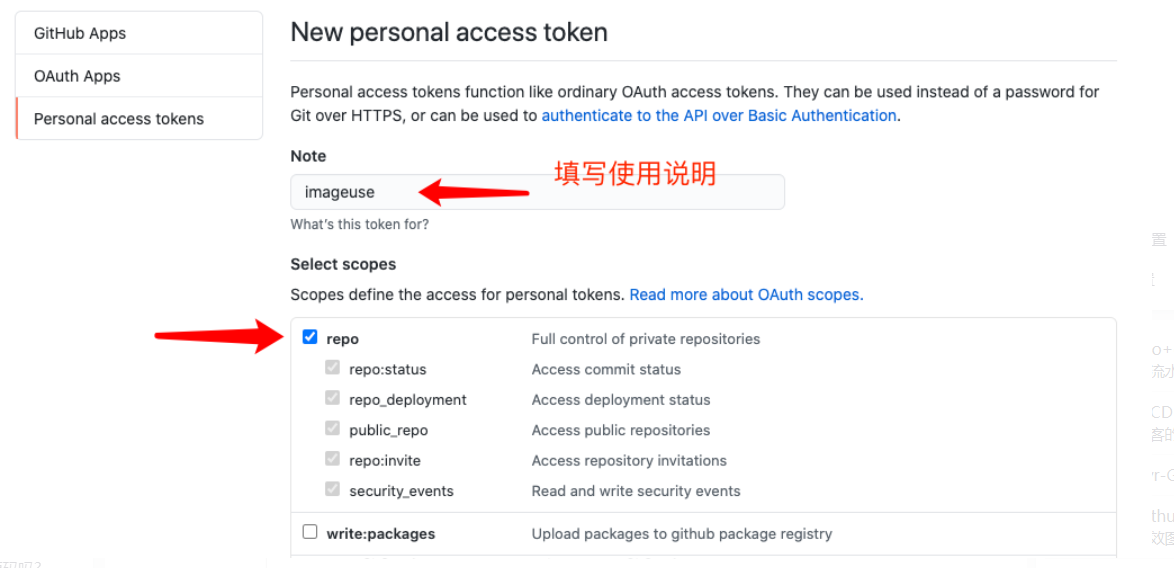 GitHub Apps
OAuth Apps
Personal access tokens
New personal access token
Personal access tokens function like ordinary OAuth access tokens. They can be used instead of a password for
Git over HTTPS, or can be used to authenticate to the API over Basic Authentication.
Note
填写使用说明
imageuse
What's this token for?
Select scopes
Scopes define the access for personal tokens. Read more about OAuth scopes.
repo Full control of private repositories
repo:status Access commit status
repo_deployment Access deployment status
public_repo Access public repositories
repo:invite Access repository invitations
security_events Read and write security events
write:packages Upload packages to github package registry
置
o+
流水
CD
客的
r-G
thu